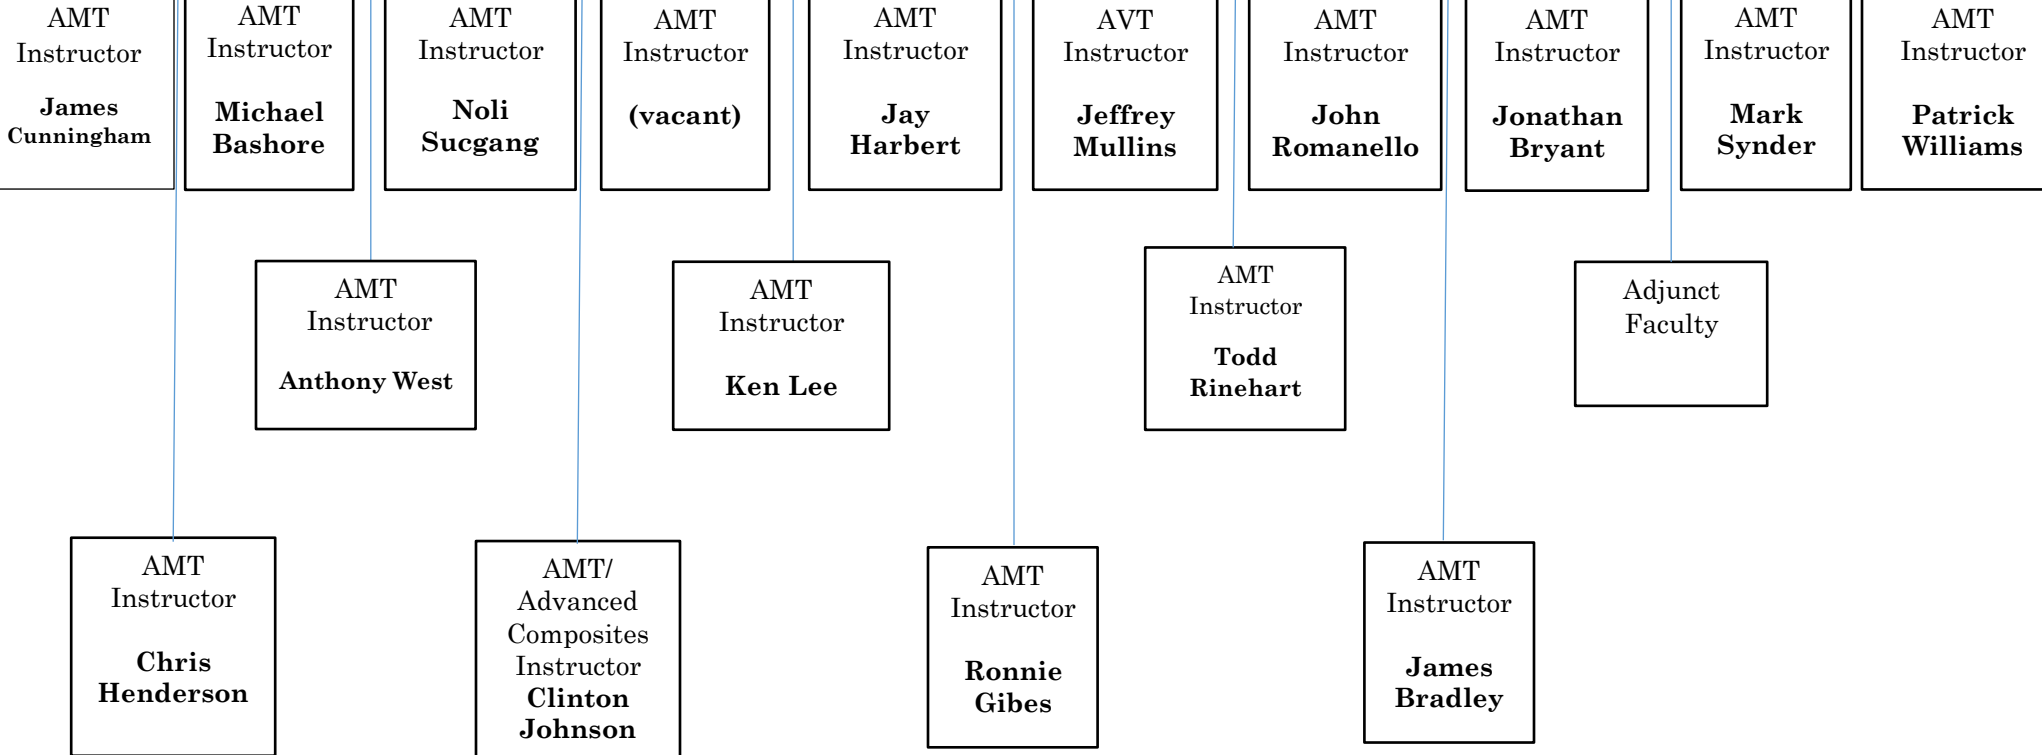 AMT
Instructor
James
Cunningham
AMT
Instructor
Michael
Bashore
AMT
Instructor
Noli
Sucgang
AMT
Instructor
(vacant)
AMT
Instructor
Jay
Harbert
AVT
Instructor
Jeffrey
Mullins
AMT
Instructor
John
Romanello
AMT
Instructor
Jonathan
Bryant
AMT
Instructor
Mark
Synder
AMT
Instructor
Patrick
Williams
AMT
Instructor
Anthony West
AMT
Instructor
Ken Lee
AMT
Instructor
Todd
Rinehart
Adjunct
Faculty
AMT
Instructor
Chris
Henderson
AMT/
Advanced
Composites
Instructor
Clinton
Johnson
AMT
Instructor
Ronnie
Gibes
AMT
Instructor
James
Bradley